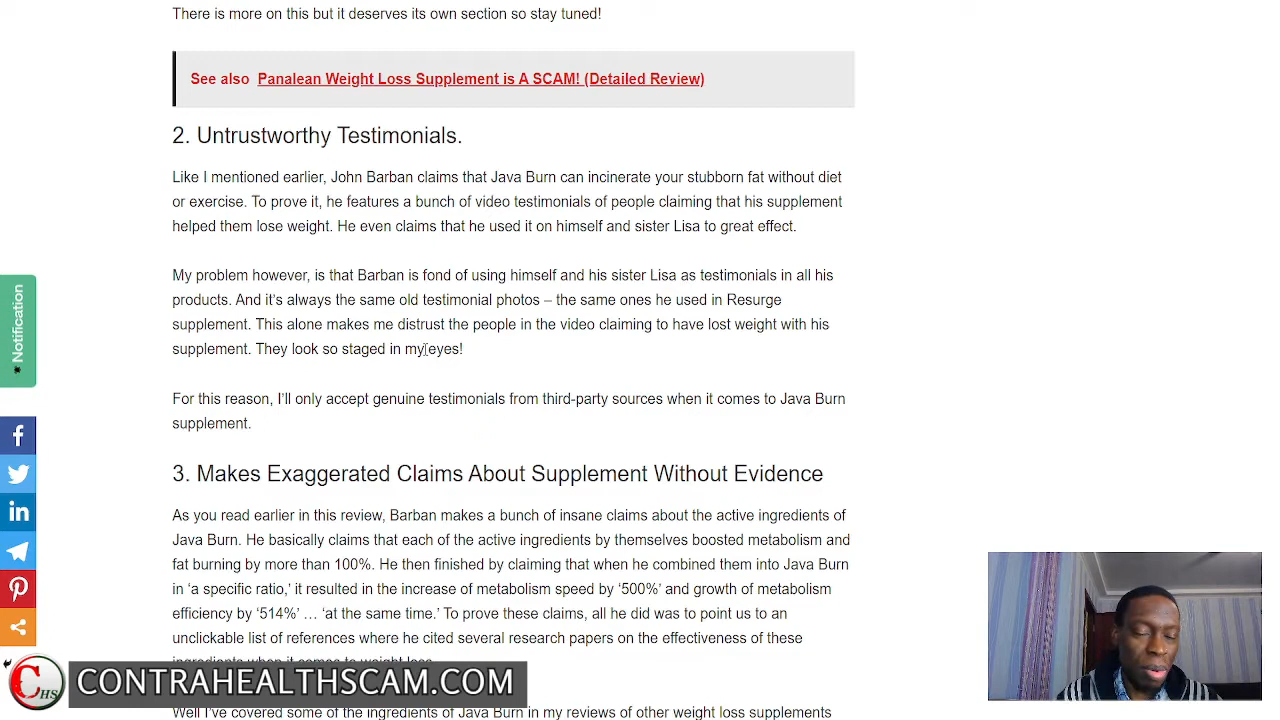 There is more on this but it deserves its own section so stay tuned!
See also Panalean Weight Loss Supplement is A SCAM! (Detailed Review)
2. Untrustworthy Testimonials.
Like I mentioned earlier, John Barban claims that Java Burn can incinerate your stubborn fat without diet
or exercise. To prove it, he features a bunch of video testimonials of people claiming that his supplement
helped them lose weight. He even claims that he used it on himself and sister Lisa to great effect.
My problem however, is that Barban is fond of using himself and his sister Lisa as testimonials in all his
products. And it's always the same old testimonial photos – the same ones he used in Resurge
supplement. This alone makes me distrust the people in the video claiming to have lost weight with his
supplement. They look so staged in my eyes!
For this reason, I'll only accept genuine testimonials from third-party sources when it comes to Java Burn
supplement.
3. Makes Exaggerated Claims About Supplement Without Evidence
As you read earlier in this review, Barban makes a bunch of insane claims about the active ingredients of
Java Burn. He basically claims that each of the active ingredients by themselves boosted metabolism and
fat burning by more than 100%. He then finished by claiming that when he combined them into Java Burn
in 'a specific ratio,' it resulted in the increase of metabolism speed by '500%' and growth of metabolism
efficiency by '514%' … 'at the same time.' To prove these claims, all he did was to point us to an
unclickable list of references where he cited several research papers on the effectiveness of these
ingredients when it comes to weight loss.
Well I've covered some of the ingredients of Java Burn in my reviews of other weight loss supplements
Notification
C HS
CONTRAHEALTHSCAM.COM